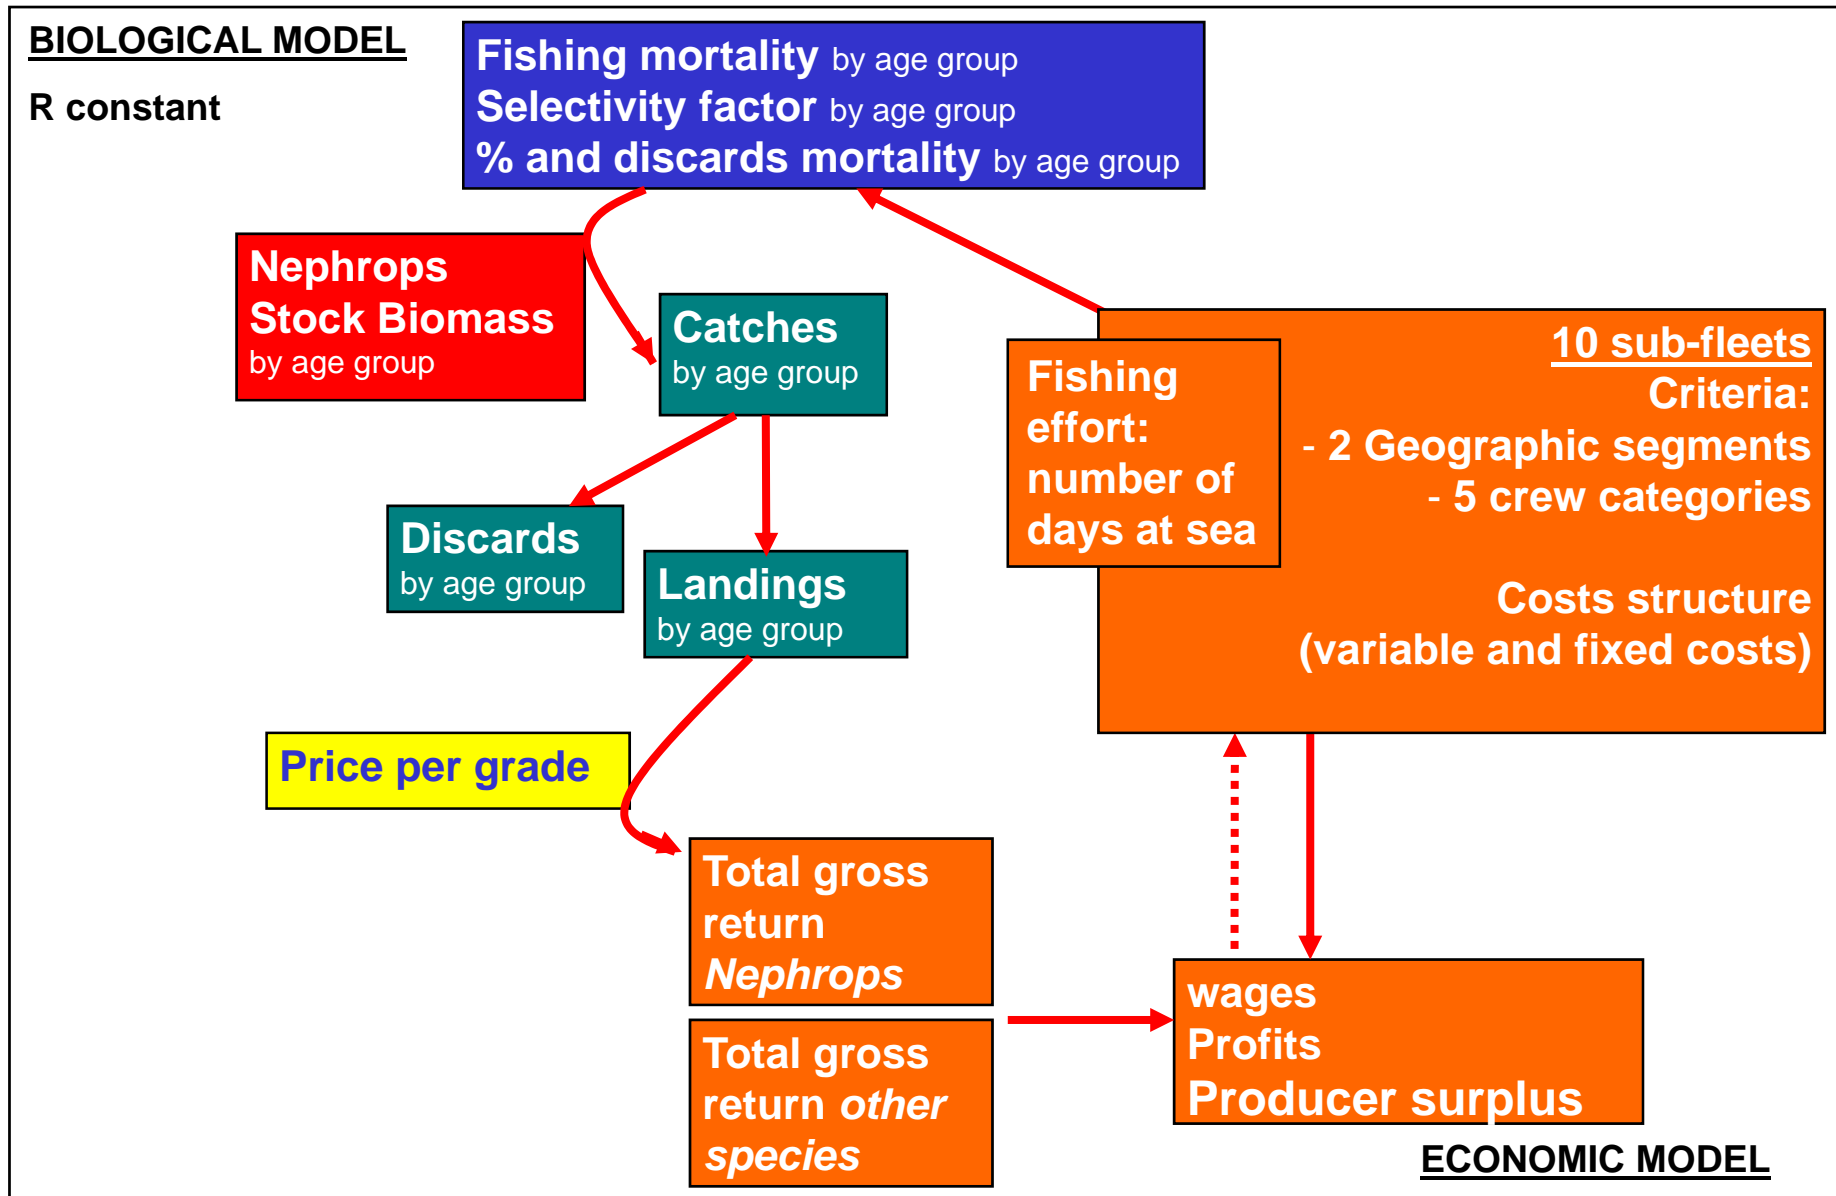 BIOLOGICAL MODEL
R constant
Fishing mortality by age group
Selectivity factor by age group
% and discards mortality by age group
Nephrops
Stock Biomass
by age group
Catches
by age group
Discards
by age group
Landings
by age group
Fishing
effort:
number of
days at sea
10 sub-fleets
Criteria:
- 2 Geographic segments
- 5 crew categories
Costs structure
(variable and fixed costs)
Price per grade
Total gross
return
Nephrops
Total gross
return other
species
wages
Profits
Producer surplus
ECONOMIC MODEL